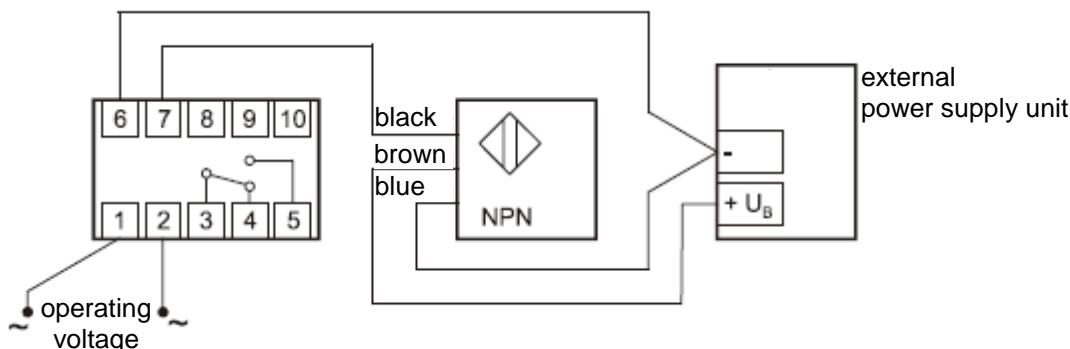 6 7 8 9 10
1 2 3 4 5
~ operating ~
voltage
black
brown
blue
NPN
-
+ U_B
external
power supply unit